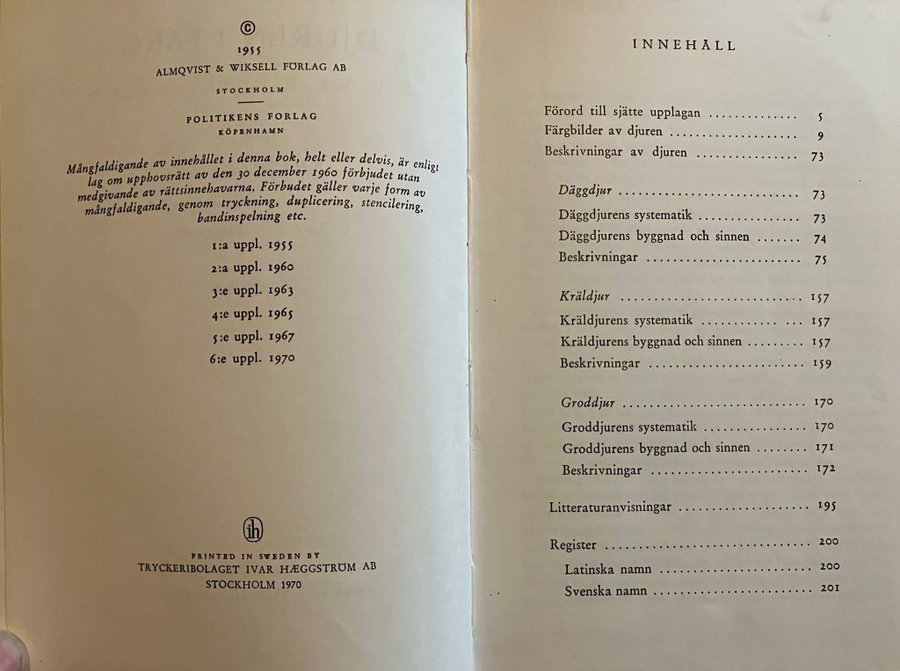 ©
1955
ALMQVIST & WIKSELL FÖRLAG AB
STOCKHOLM
POLITIKENS FORLAG
KÖPENHAMN
Mångfaldigande av innehållet i denna bok, helt eller delvis, är enligt
lag om upphovsrätt av den 30 december 1960 förbjudet utan
medgivande av rättsinnehavarna. Förbudet gäller varje form av
mångfaldigande, genom tryckning, duplicering, stencilering,
bandinspelning etc.
1:a uppl. 1955
2:a uppl. 1960
3:e uppl. 1963
4:e uppl. 1965
5:e uppl. 1967
6:e uppl. 1970
ih
PRINTED IN SWEDEN BY
TRYCKERIBOLAGET IVAR HÆGGSTRÖM AB
STOCKHOLM 1970
INNEHÅLL
Förord till sjätte upplagan .............. 5
Färgbilder av djuren .................... 9
Beskrivningar av djuren ................ 73
Däggdjur ............................. 73
Däggdjurens systematik ................ 73
Däggdjurens byggnad och sinnen ....... 74
Beskrivningar ........................ 75
Kräldjur ............................. 157
Kräldjurens systematik ............ ... 157
Kräldjurens byggnad och sinnen ......... 157
Beskrivningar ........................ 159
Groddjur ............................ 170
Groddjurens systematik ................ 170
Groddjurens byggnad och sinnen ........ 171
Beskrivningar ........................ 172
Litteraturanvisningar .................... 195
Register ............................... 200
Latinska namn ........................ 200
Svenska namn ......................... 201